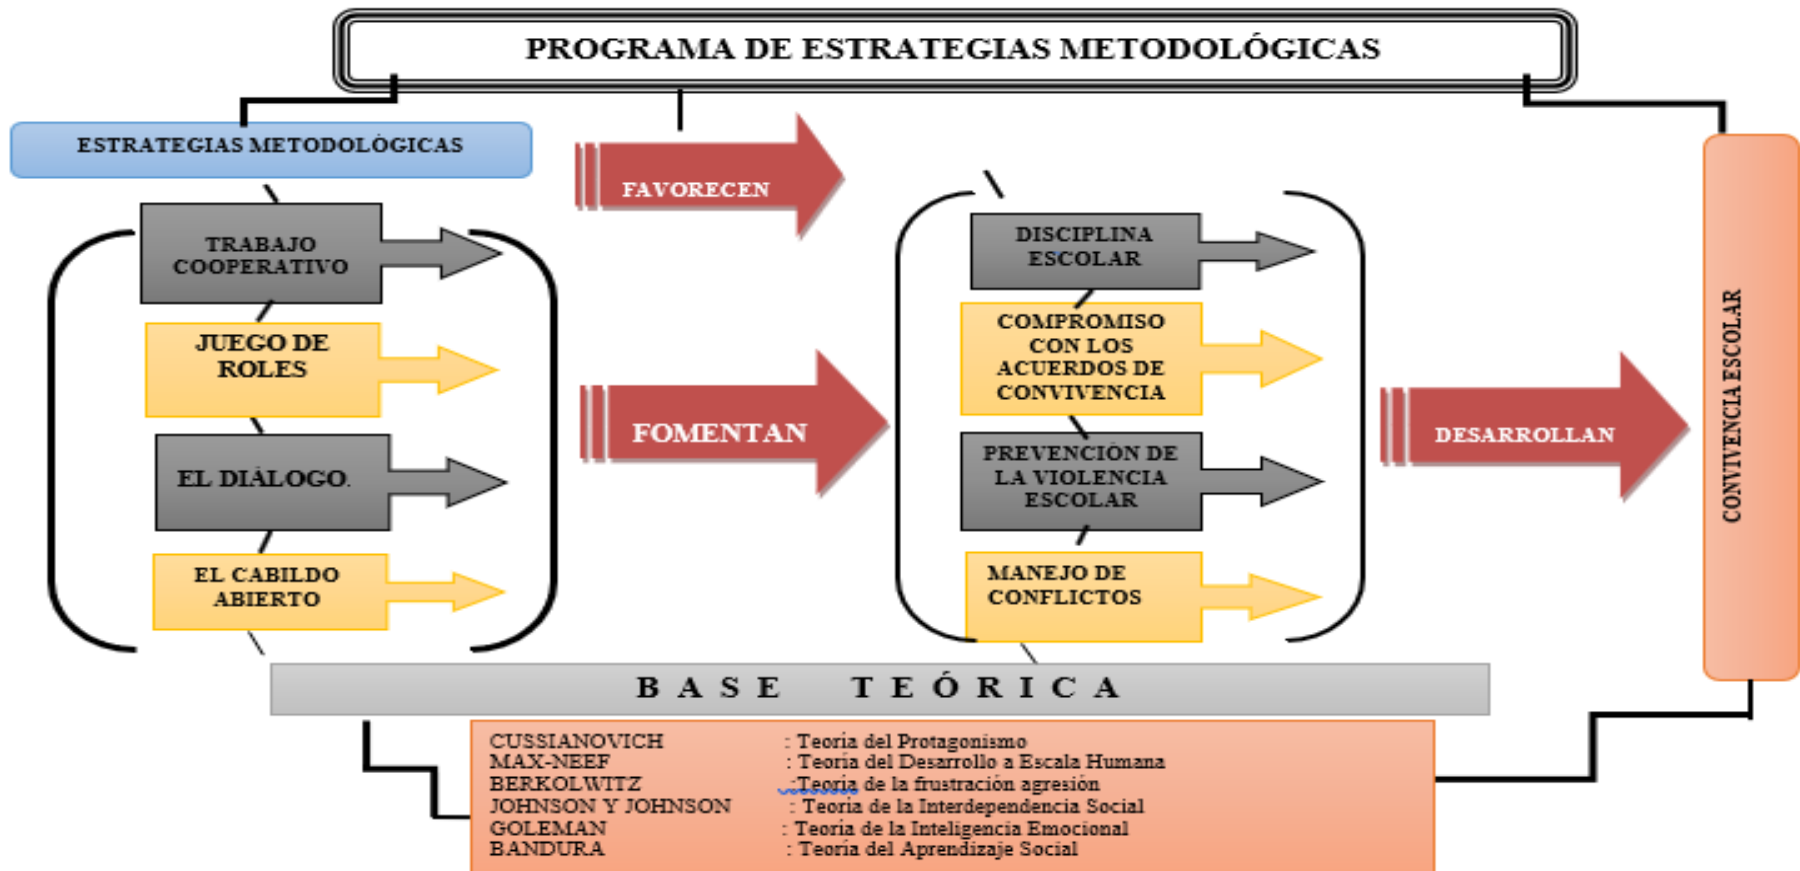 PROGRAMA DE ESTRATEGIAS METODOLÓGICAS
ESTRATEGIAS METODOLÓGICAS
TRABAJO
COOPERATIVO
JUEGO DE
ROLES
EL DIÀLOGO.
EL CABILDO
ABIERTO
FAVORECEN
FOMENTAN
DISCIPLINA
ESCOLAR
COMPROMISO
CON LOS
ACUERDOS DE
CONVIVENCIA
PREVENCIÓN DE
LA VIOLENCIA
ESCOLAR
MANEJO DE
CONFLICTOS
DESARROLLAN
CONVIVENCIA ESCOLAR
BASE TEÓRICA
CUSSIANOVICH : Teoría del Protagonismo
MAX-NEEF : Teoría del Desarrollo a Escala Humana
BERKOLWITZ :Teoría de la frustración agresión
JOHNSON Y JOHNSON : Teoría de la Interdependencia Social
GOLEMAN : Teoría de la Inteligencia Emocional
BANDURA : Teoría del Aprendizaje Social